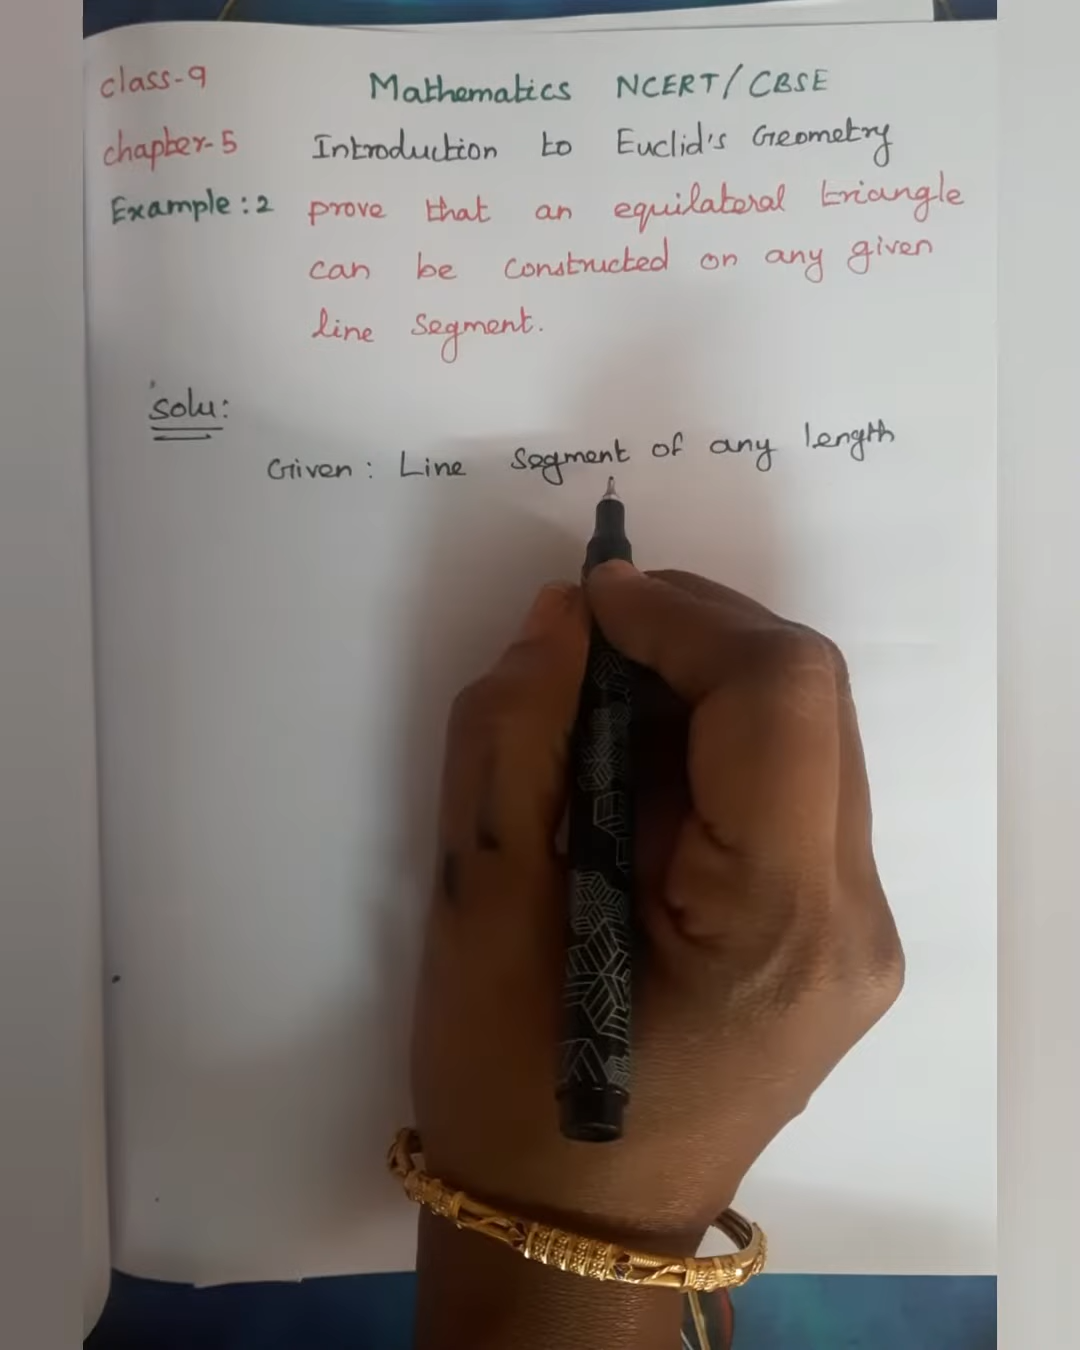 class-9 Mathematics NCERT/CBSE
chapter-5 Introduction to Euclid's Geometry
Example:2 prove that an equilateral triangle
can be constructed on any given
line segment.
Solu:
Given: Line Segment of any length